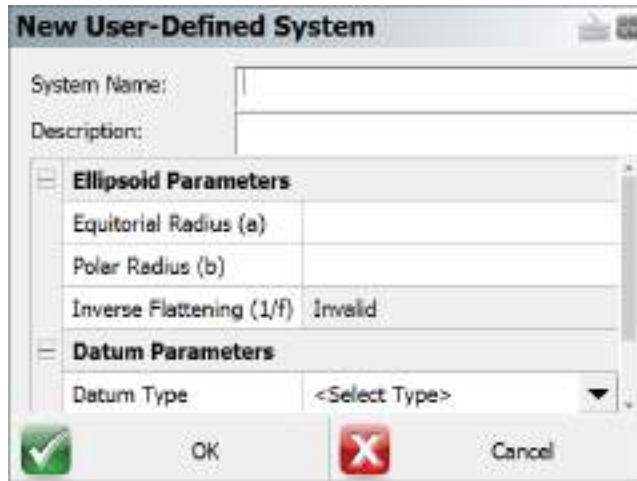 New User-Defined System
System Name:
Description:
Ellipsoid Parameters
Equitorial Radius (a)
Polar Radius (b)
Inverse Flattening (1/f) Invalid
Datum Parameters
Datum Type <Select Type>
OK Cancel